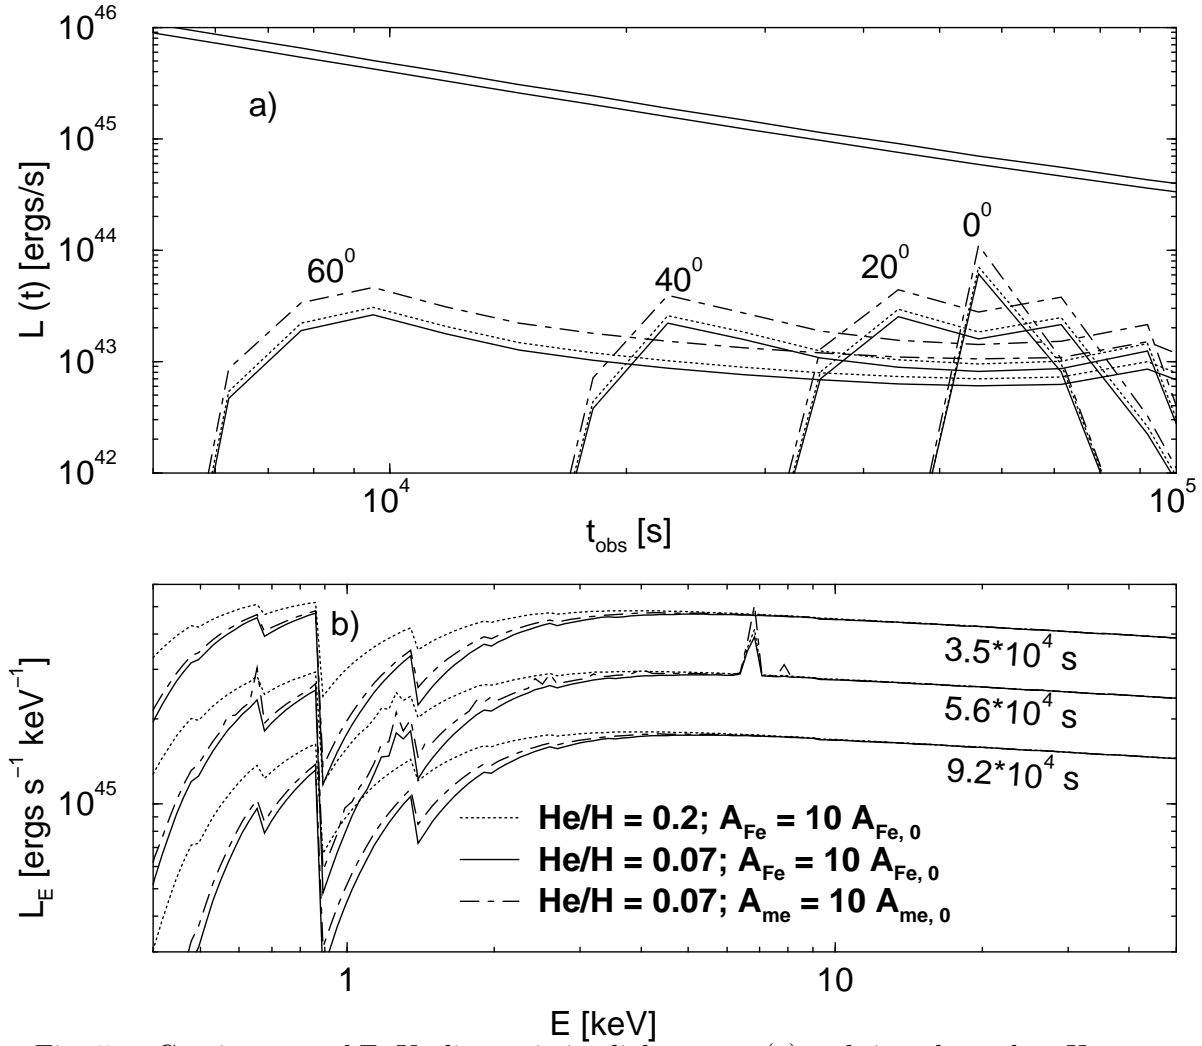 10^46
a)
10^45
L (t) [ergs/s]
0^0
10^44
60^0
40^0
20^0
10^43
10^42
10^4
10^5
t_obs [s]
b)
3.5*10^4 s
5.6*10^4 s
9.2*10^4 s
10^45
L_E [ergs s^−1 keV^−1]
He/H = 0.2; A_Fe = 10 A_Fe, 0
He/H = 0.07; A_Fe = 10 A_Fe, 0
He/H = 0.07; A_me = 10 A_me, 0
1
10
E [keV]